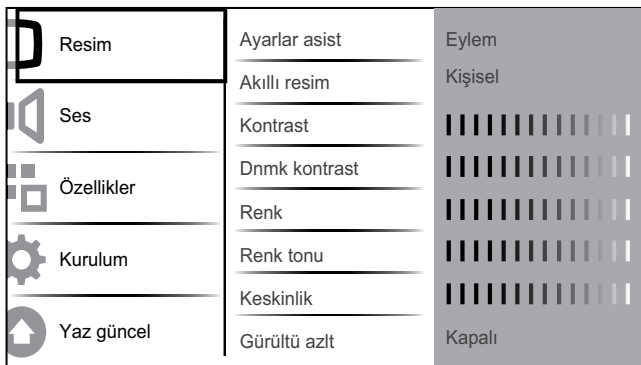 Resim
Ses
Özellikler
Kurulum
Yaz güncel
Ayarlar asist
Akıllı resim
Kontrast
Dnmk kontrast
Renk
Renk tonu
Keskinlik
Gürültü azlt
Eylem
Kişisel
Kapalı